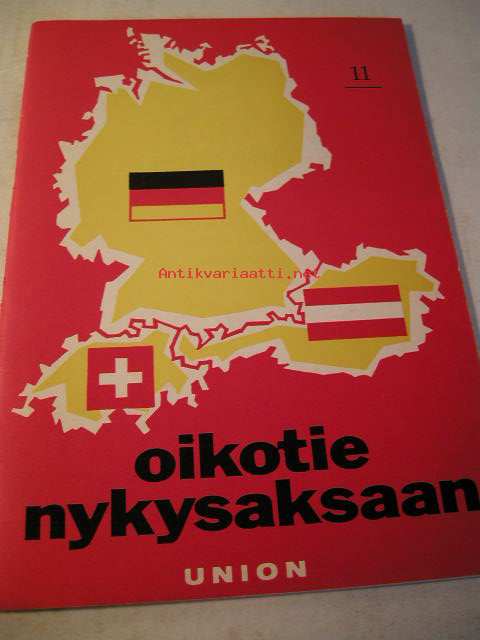 11
Antikvariaatti.net
oikotie
nykysaksaan
UNION